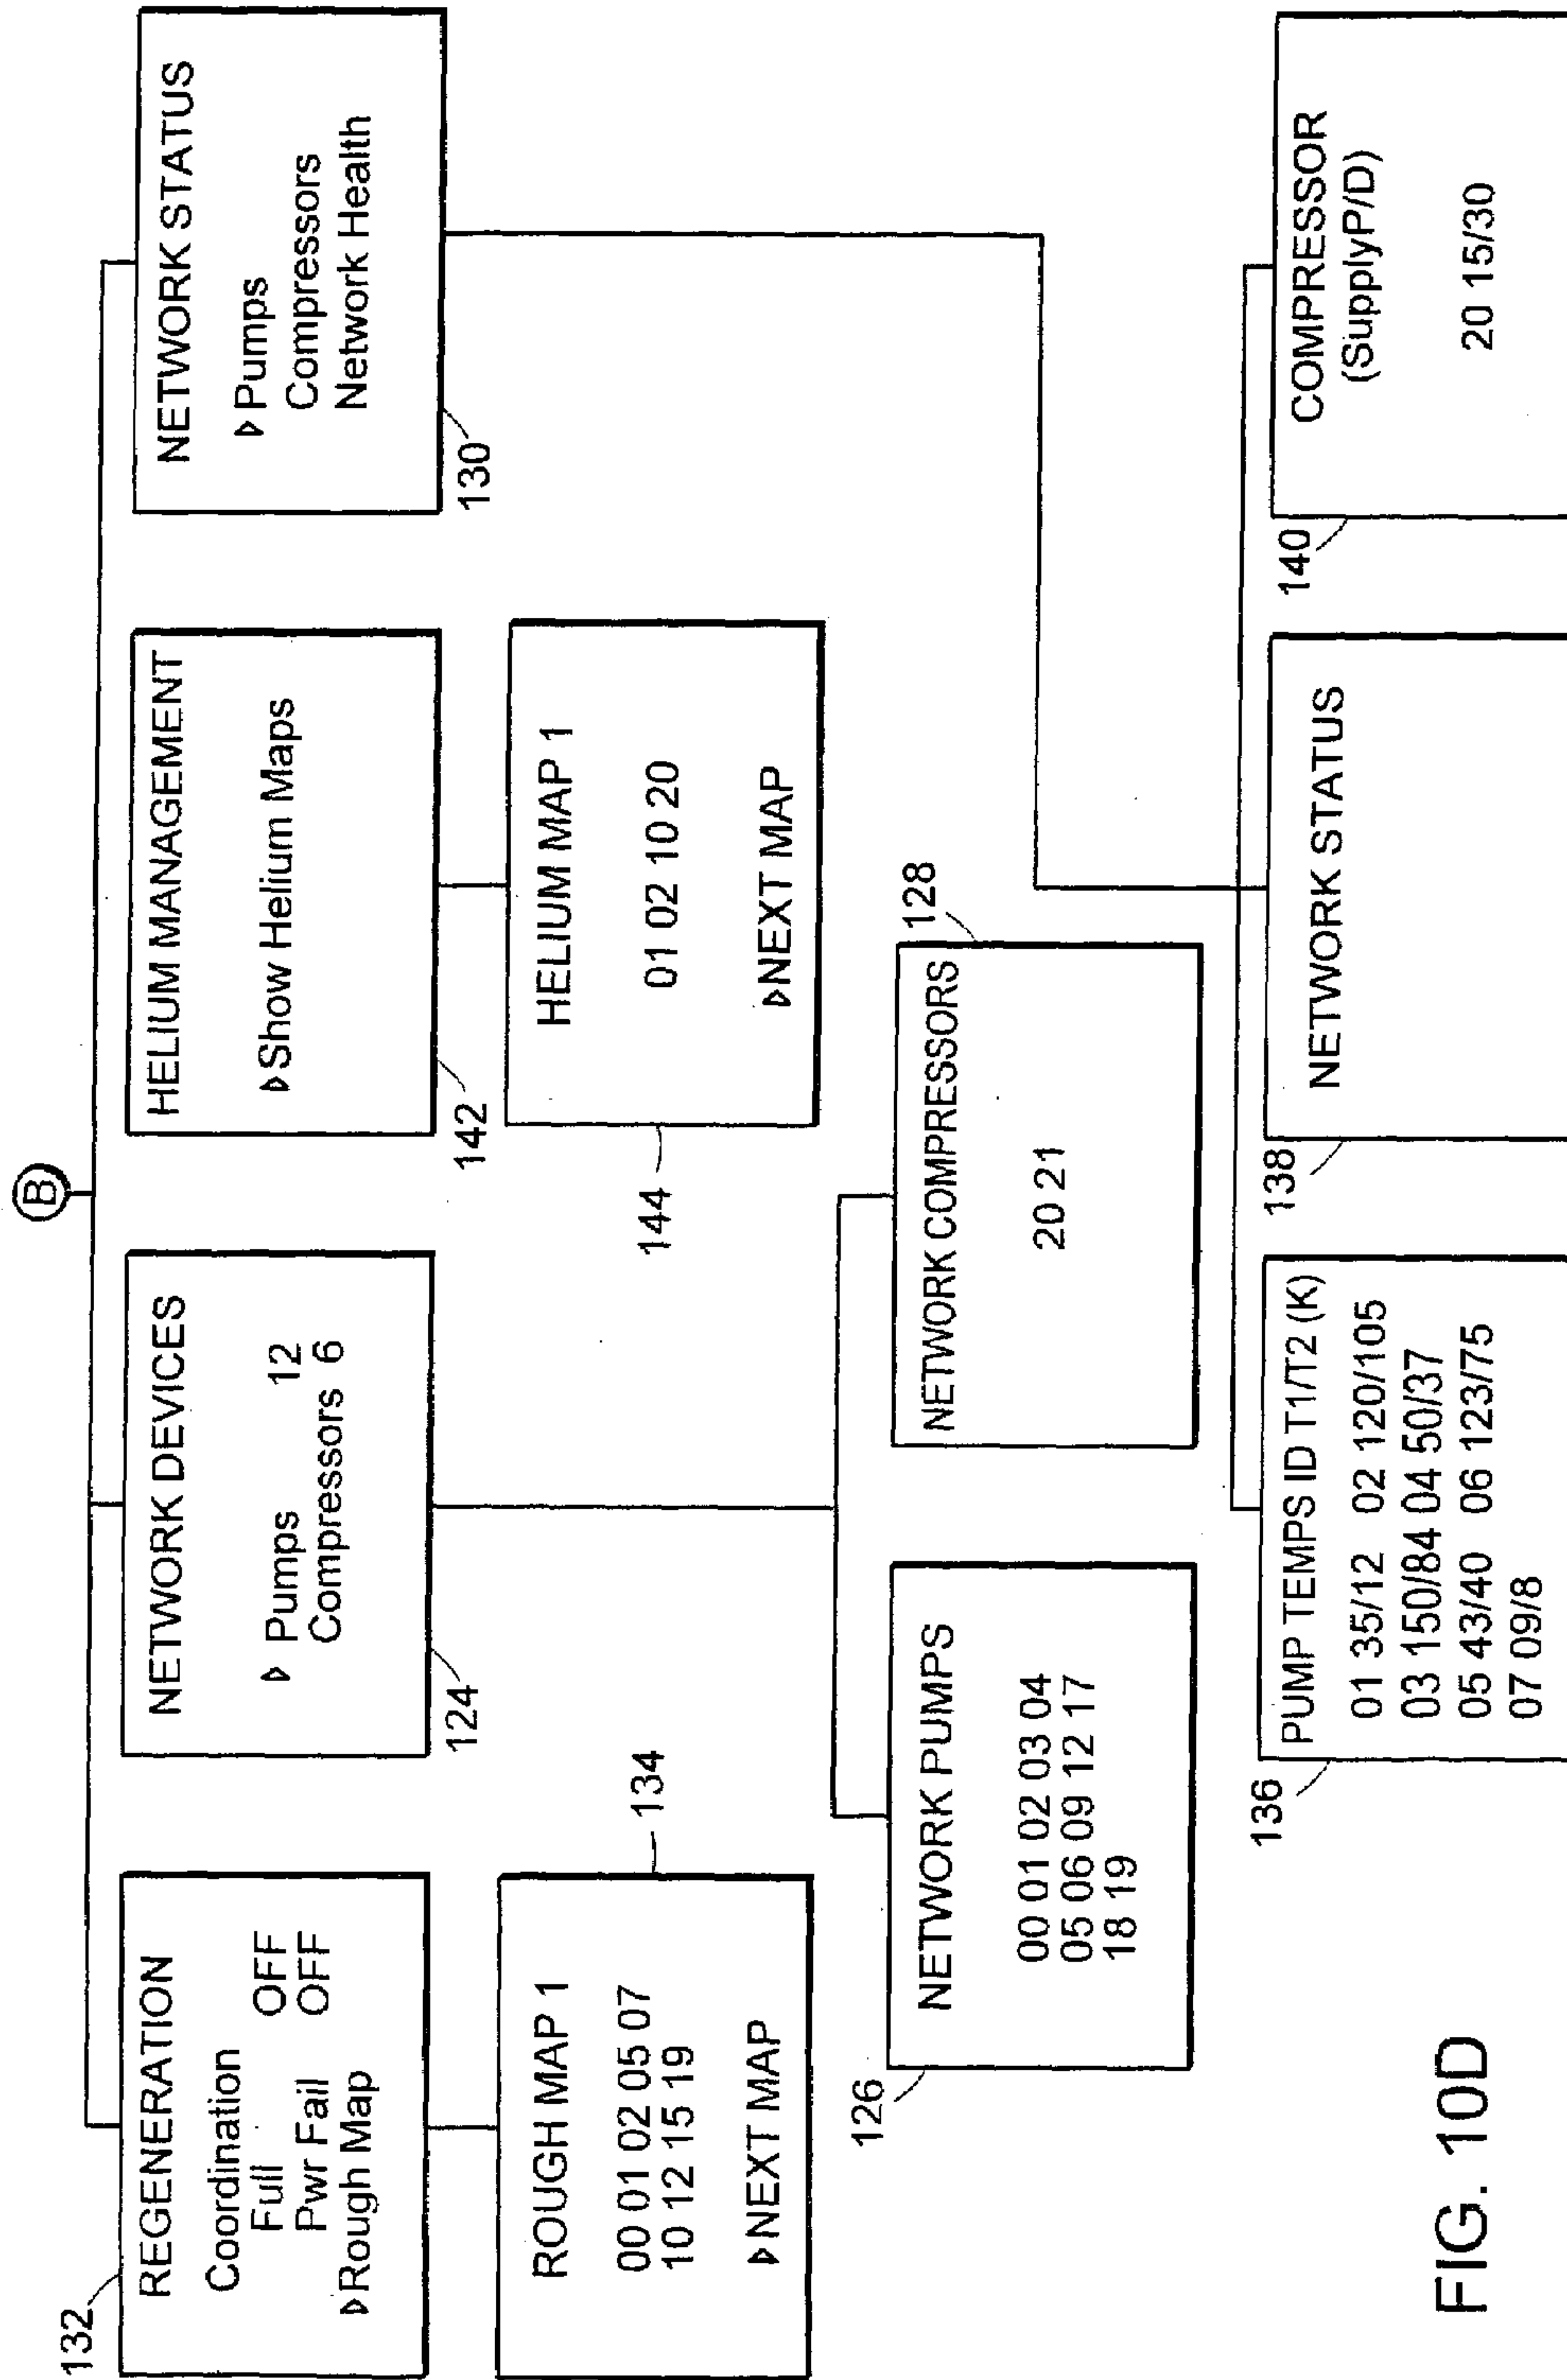 B
132
REGENERATION
Coordination
Full OFF
Pwr Fail OFF
▹Rough Map
NETWORK DEVICES
▹ Pumps 12
Compressors 6
124
HELIUM MANAGEMENT
▹Show Helium Maps
142
NETWORK STATUS
▹Pumps
Compressors
Network Health
130
ROUGH MAP 1
00 01 02 05 07
10 12 15 19
▹NEXT MAP
134
HELIUM MAP 1
01 02 10 20
▹NEXT MAP
144
NETWORK PUMPS
00 01 02 03 04
05 06 09 12 17
18 19
126
NETWORK COMPRESSORS
20 21
128
PUMP TEMPS ID T1/T2 (K)
01 35/12 02 120/105
03 150/84 04 50/37
05 43/40 06 123/75
07 09/8
136
NETWORK STATUS
138
COMPRESSOR
(SupplyP/D)
20 15/30
140
FIG. 10D